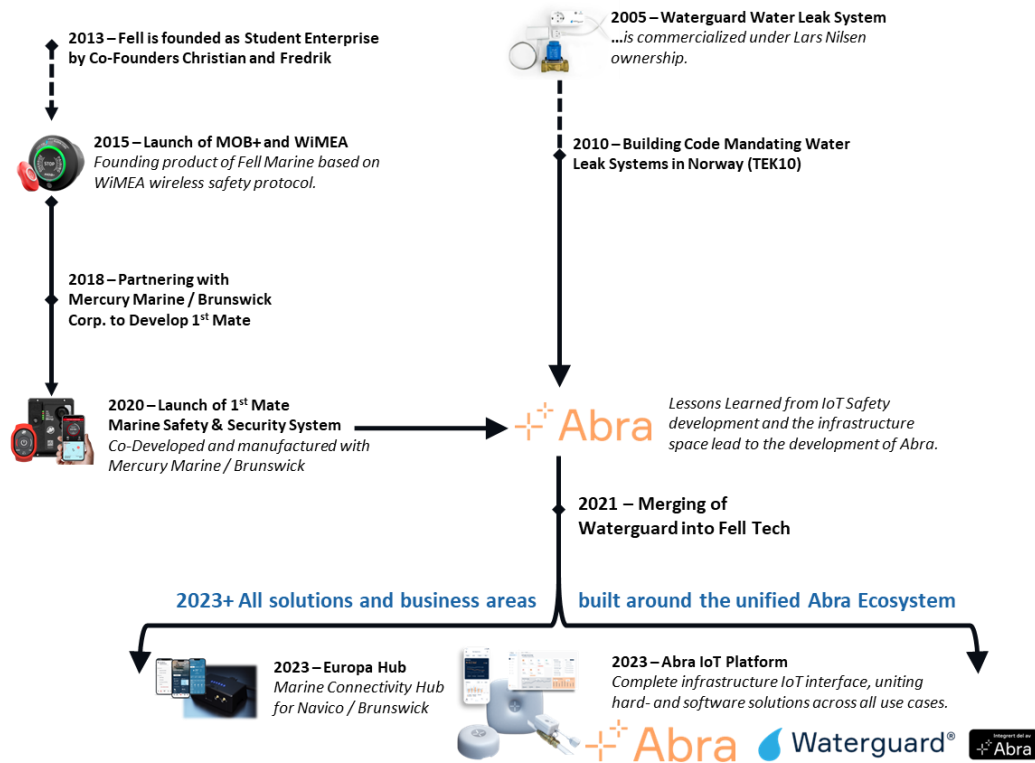 2013 – Fell is founded as Student Enterprise
by Co-Founders Christian and Fredrik
2005 – Waterguard Water Leak System
...is commercialized under Lars Nilsen
ownership.
2015 – Launch of MOB+ and WiMEA
Founding product of Fell Marine based on
WiMEA wireless safety protocol.
STOP
2010 – Building Code Mandating Water
Leak Systems in Norway (TEK10)
2018 – Partnering with
Mercury Marine / Brunswick
Corp. to Develop 1st Mate
2020 – Launch of 1st Mate
Marine Safety & Security System
Co-Developed and manufactured with
Mercury Marine / Brunswick
Abra
Lessons Learned from IoT Safety
development and the infrastructure
space lead to the development of Abra.
2021 – Merging of
Waterguard into Fell Tech
2023+ All solutions and business areas built around the unified Abra Ecosystem
2023 – Europa Hub
Marine Connectivity Hub
for Navico / Brunswick
2023 – Abra IoT Platform
Complete infrastructure IoT interface, uniting
hard- and software solutions across all use cases.
Abra
Waterguard®
Integrert del av
Abra